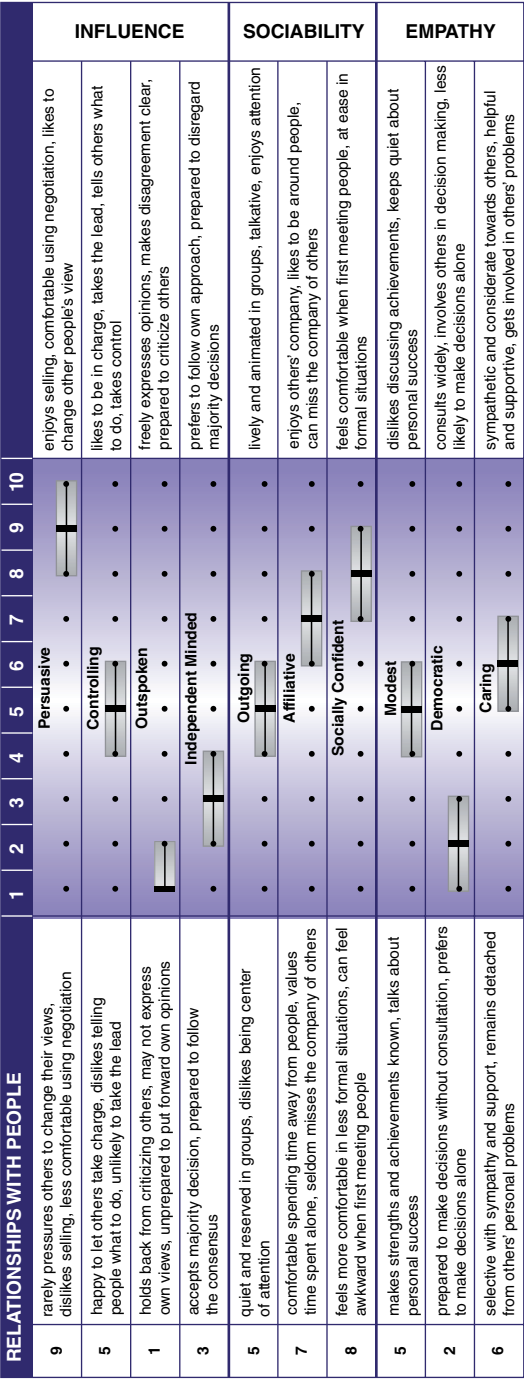 RELATIONSHIPS WITH PEOPLE
1 2 3 4 5 6 7 8 9 10
INFLUENCE
9
rarely pressures others to change their views,
dislikes selling, less comfortable using negotiation
Persuasive
enjoys selling, comfortable using negotiation, likes to
change other people's view
5
happy to let others take charge, dislikes telling
people what to do, unlikely to take the lead
Controlling
likes to be in charge, takes the lead, tells others what
to do, takes control
1
holds back from criticizing others, may not express
own views, unprepared to put forward own opinions
Outspoken
freely expresses opinions, makes disagreement clear,
prepared to criticize others
3
accepts majority decision, prepared to follow
the consensus
Independent Minded
prefers to follow own approach, prepared to disregard
majority decisions
SOCIABILITY
5
quiet and reserved in groups, dislikes being center
of attention
Outgoing
lively and animated in groups, talkative, enjoys attention
7
comfortable spending time away from people, values
time spent alone, seldom misses the company of others
Affiliative
enjoys others' company, likes to be around people,
can miss the company of others
8
feels more comfortable in less formal situations, can feel
awkward when first meeting people
Socially Confident
feels comfortable when first meeting people, at ease in
formal situations
EMPATHY
5
makes strengths and achievements known, talks about
personal success
Modest
dislikes discussing achievements, keeps quiet about
personal success
2
prepared to make decisions without consultation, prefers
to make decisions alone
Democratic
consults widely, involves others in decision making, less
likely to make decisions alone
6
selective with sympathy and support, remains detached
from others' personal problems
Caring
sympathetic and considerate towards others, helpful
and supportive, gets involved in others' problems